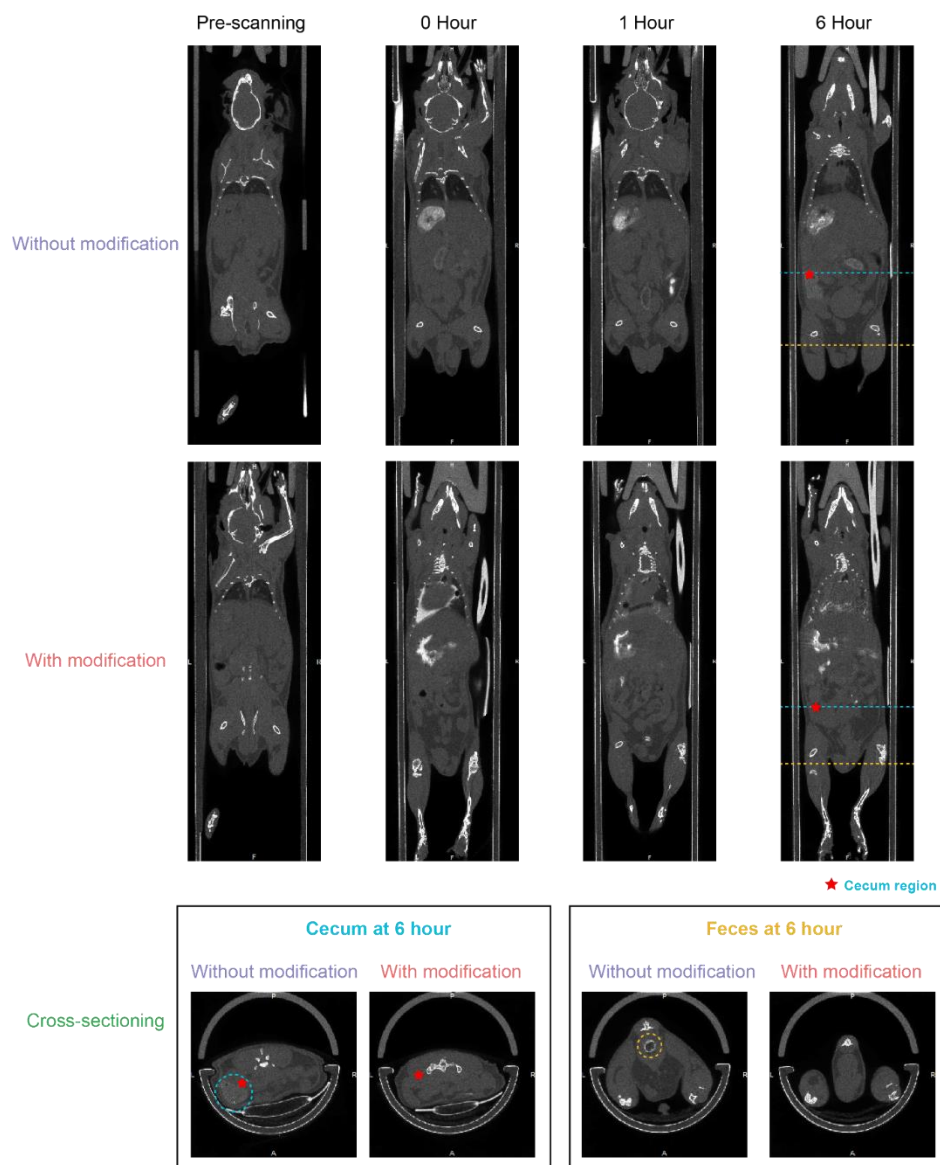 Pre-scanning 0 Hour 1 Hour 6 Hour
Without modification
L R L R L R
F F F
H H H H
With modification
L R L R L R L R
F F F F
★ Cecum region
Cecum at 6 hour Feces at 6 hour
Without modification With modification Without modification With modification
P P P P
Cross-sectioning
L R L R L R L R
A A A A